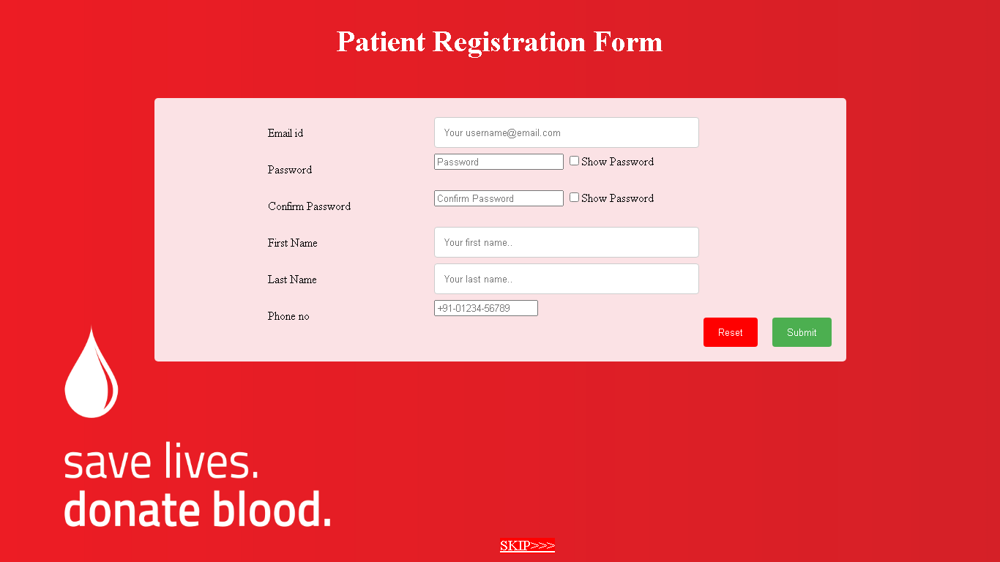 Patient Registration Form
Email id Your username@email.com
Password Password Show Password
Confirm Password Confirm Password Show Password
First Name Your first name..
Last Name Your last name..
Phone no +91-01234-56789
Reset Submit
save lives.
donate blood.
SKIP>>>